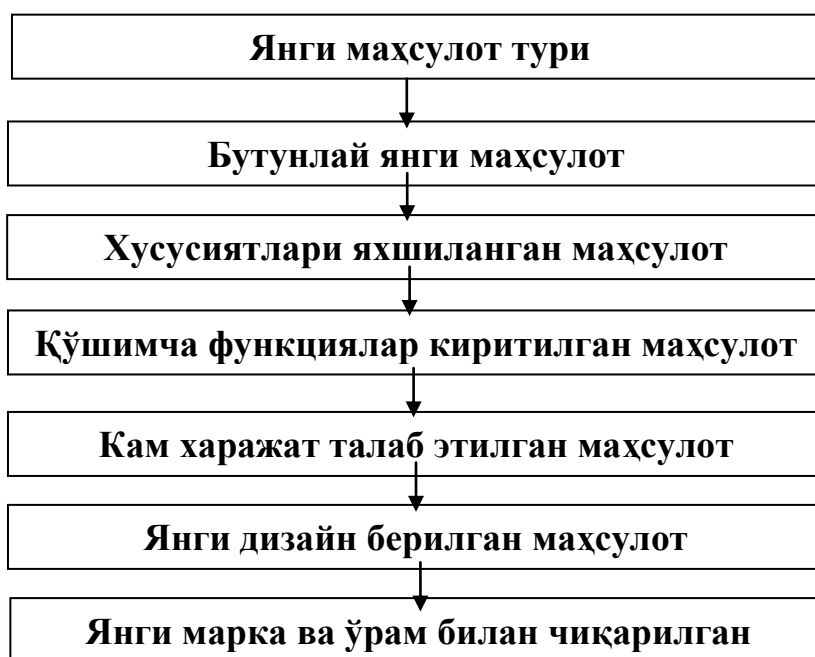 Янги маҳсулот тури
Бутунлай янги маҳсулот
Хусусиятлари яхшиланган маҳсулот
Қўшимча функциялар киритилган маҳсулот
Кам харажат талаб этилган маҳсулот
Янги дизайн берилган маҳсулот
Янги марка ва ўрам билан чиқарилган